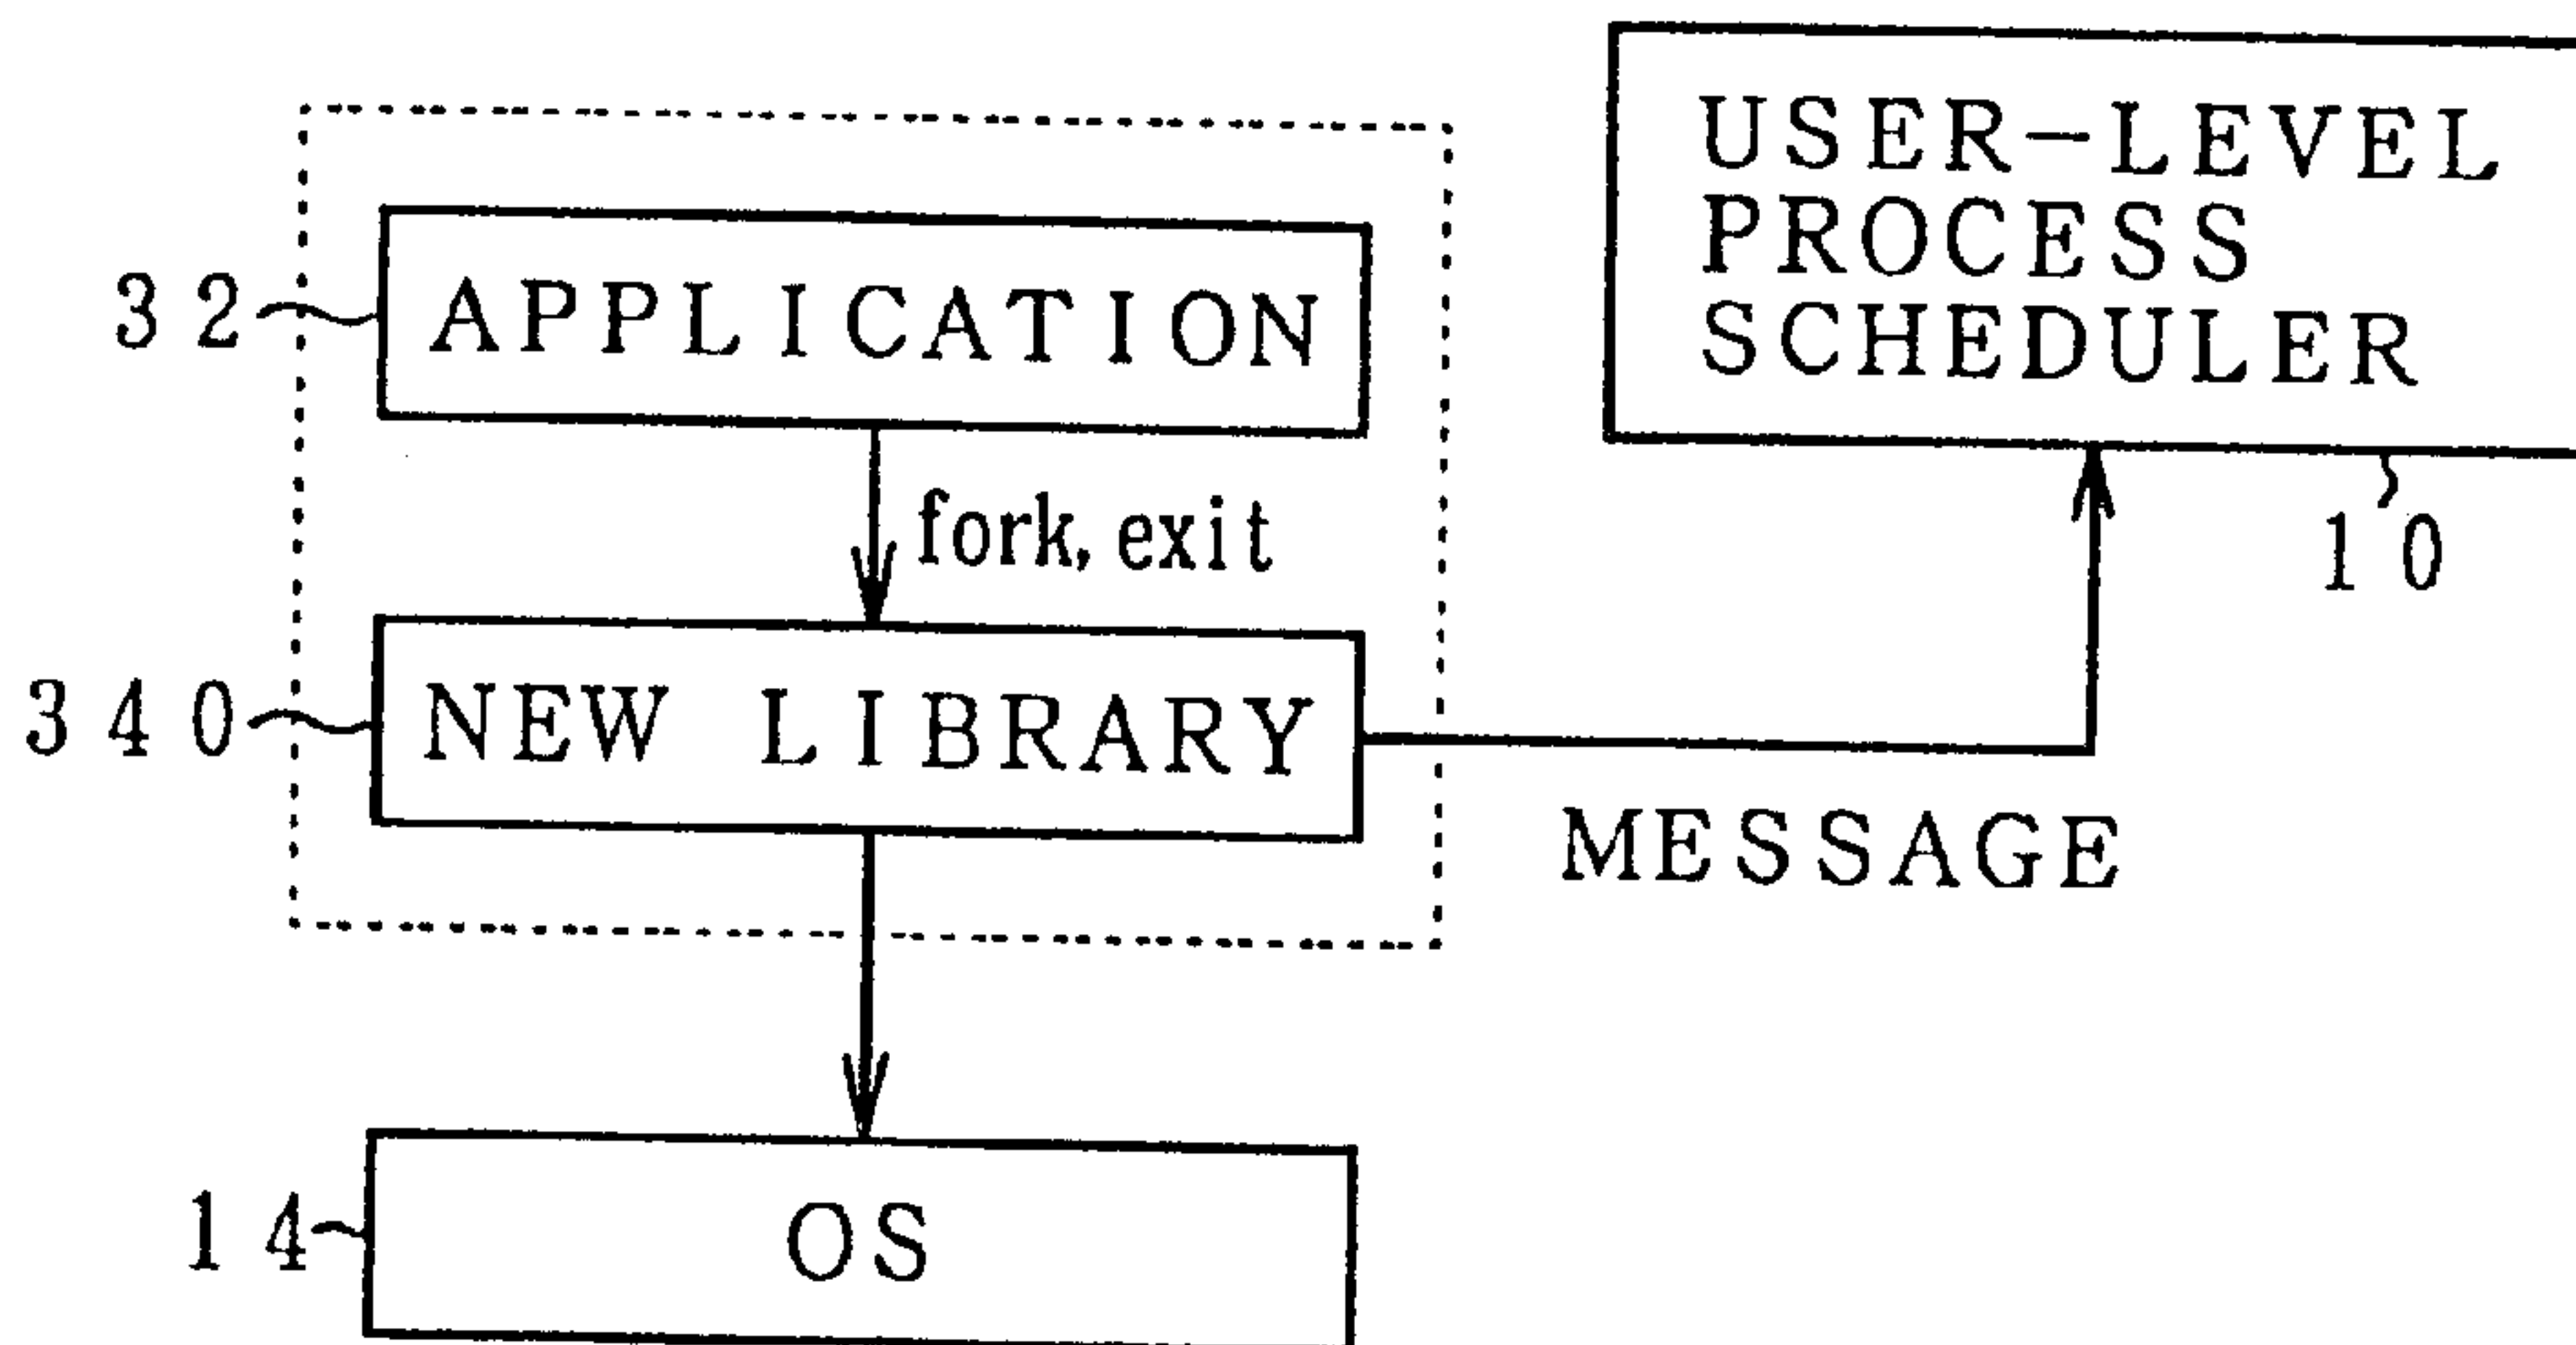 USER-LEVEL
PROCESS
SCHEDULER
32
APPLICATION
fork, exit
10
340
NEW LIBRARY
MESSAGE
14
OS